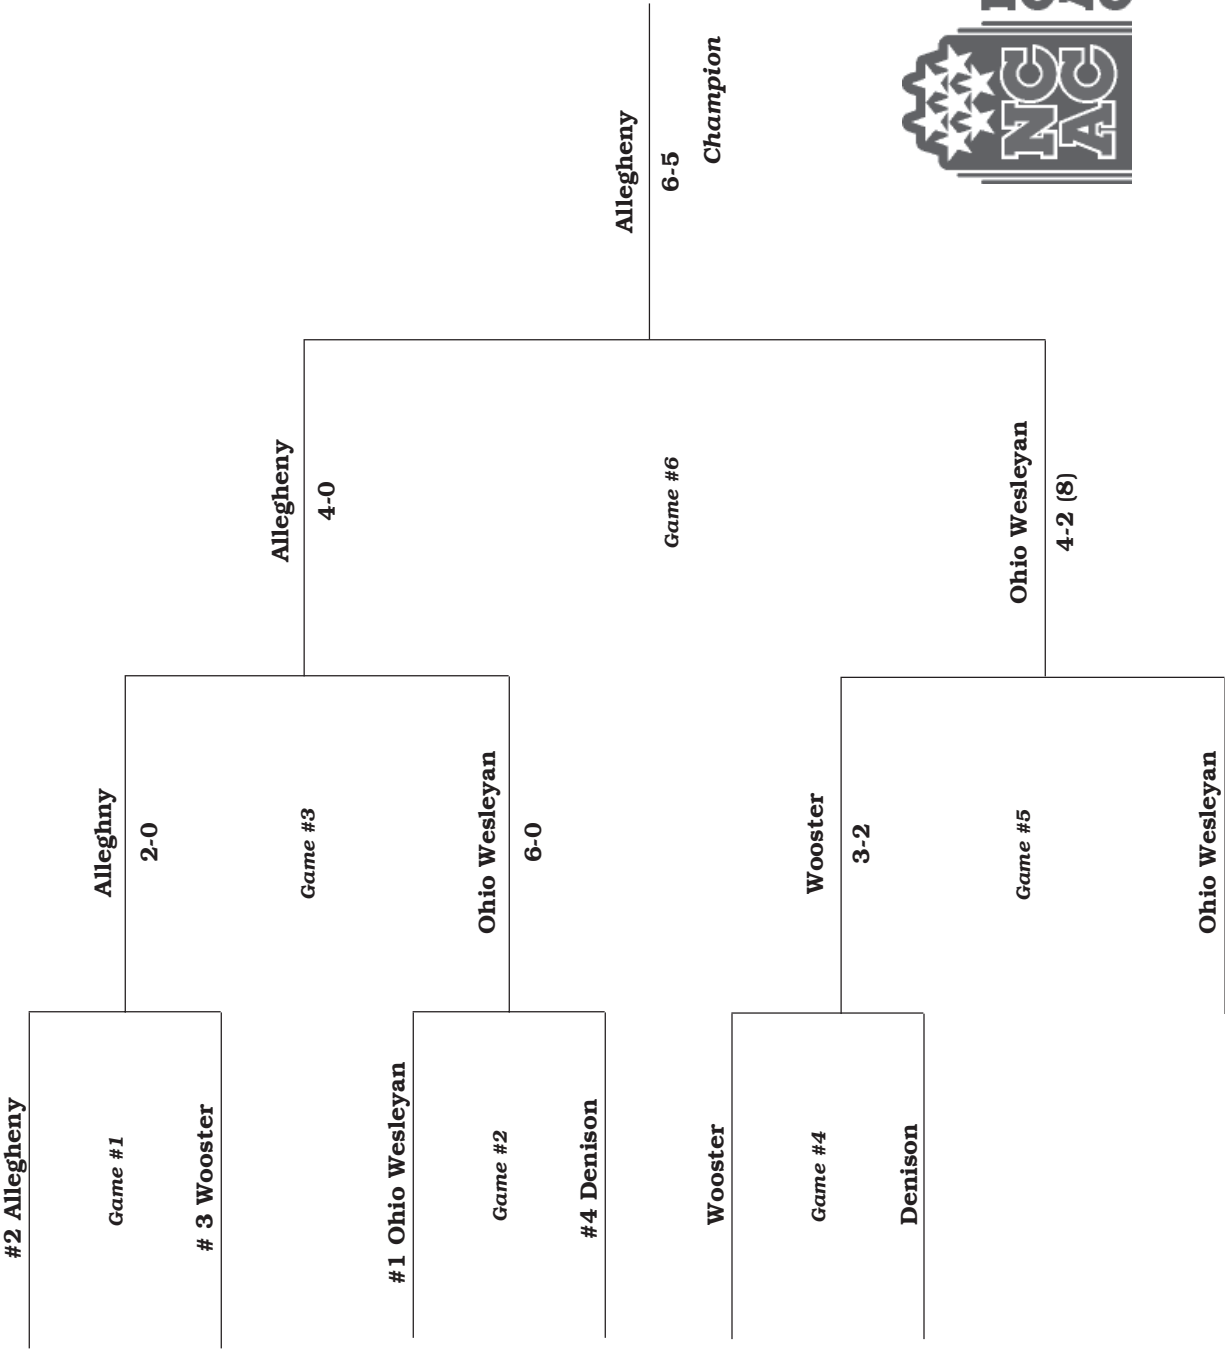 #2 Allegheny
Game #1
# 3 Wooster
#1 Ohio Wesleyan
Game #2
#4 Denison
Wooster
Game #4
Denison
Alleghny
2-0
Game #3
Ohio Wesleyan
6-0
Wooster
3-2
Game #5
Ohio Wesleyan
Allegheny
4-0
Game #6
Ohio Wesleyan
4-2 (8)
Allegheny
6-5
Champion
NC
AC